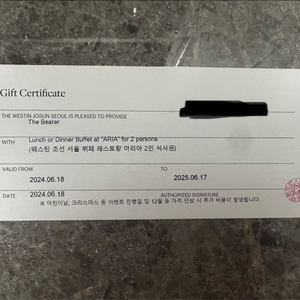 Gift Certificate
THE WESTIN JOSUN SEOUL IS PLEASED TO PROVIDE
The Bearer
WITH
Lunch or Dinner Buffet at "ARIA" for 2 persons
(웨스틴 조선 서울 뷔페 레스토랑 아리아 2인 식사권)
VALID FROM
TO
2024.06.18
2025.06.17
DATE
2024.06.18
AUTHORIZED SIGNATURE
※ 어린이날, 크리스마스 등 이벤트 진행일 및 12월 등 가격 인상 시 추가 비용이 발생됩니다.